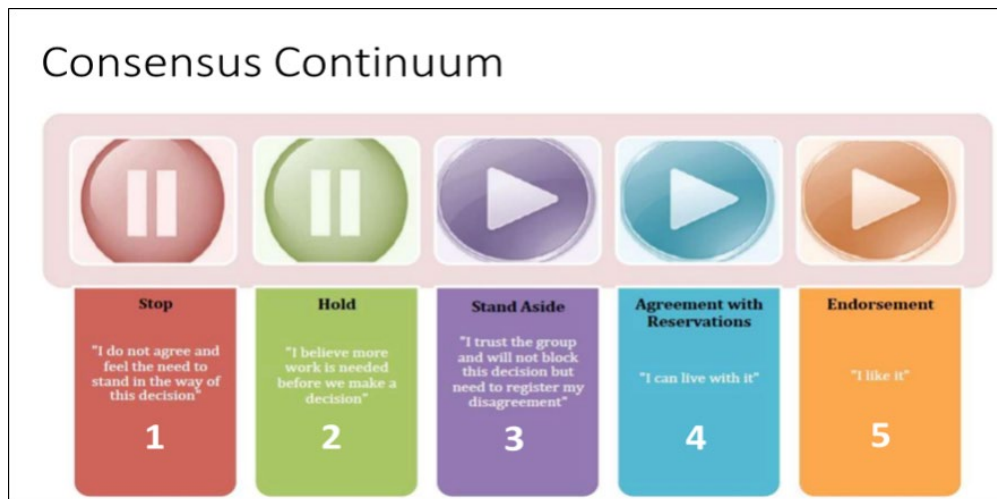 Consensus Continuum
Stop
"I do not agree and
feel the need to
stand in the way of
this decision"
1
Hold
"I believe more
work is needed
before we make a
decision"
2
Stand Aside
"I trust the group
and will not block
this decision but
need to register my
disagreement"
3
Agreement with
Reservations
"I can live with it"
4
Endorsement
"I like it"
5